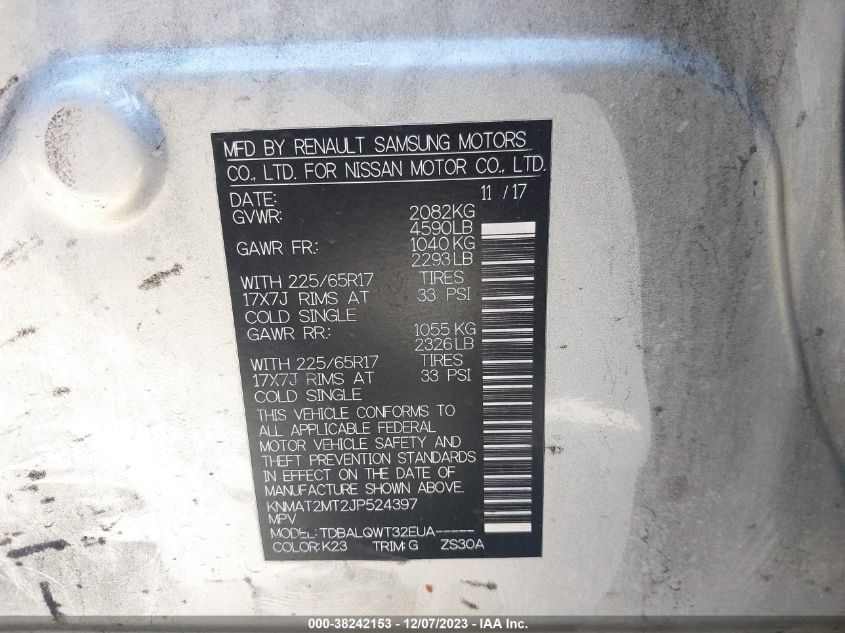 MFD BY RENAULT SAMSUNG MOTORS
CO., LTD. FOR NISSAN MOTOR CO., LTD.
DATE: 11 / 17
GVWR: 2082KG
4590LB
GAWR FR: 1040 KG
2293 LB
WITH 225/65R17 TIRES
17X7J RIMS AT 33 PSI
COLD SINGLE
GAWR RR: 1055 KG
2326 LB
WITH 225/65R17 TIRES
17X7J RIMS AT 33 PSI
COLD SINGLE
THIS VEHICLE CONFORMS TO
ALL APPLICABLE FEDERAL
MOTOR VEHICLE SAFETY AND
THEFT PREVENTION STANDARDS
IN EFFECT ON THE DATE OF
MANUFACTURE SHOWN ABOVE.
KNMAT2MT2JP524397
MPV
MODEL: TDBALQWT32EUA-----
COLOR: K23 TRIM: G ZS30A
000-38242153 - 12/07/2023 - IAA Inc.